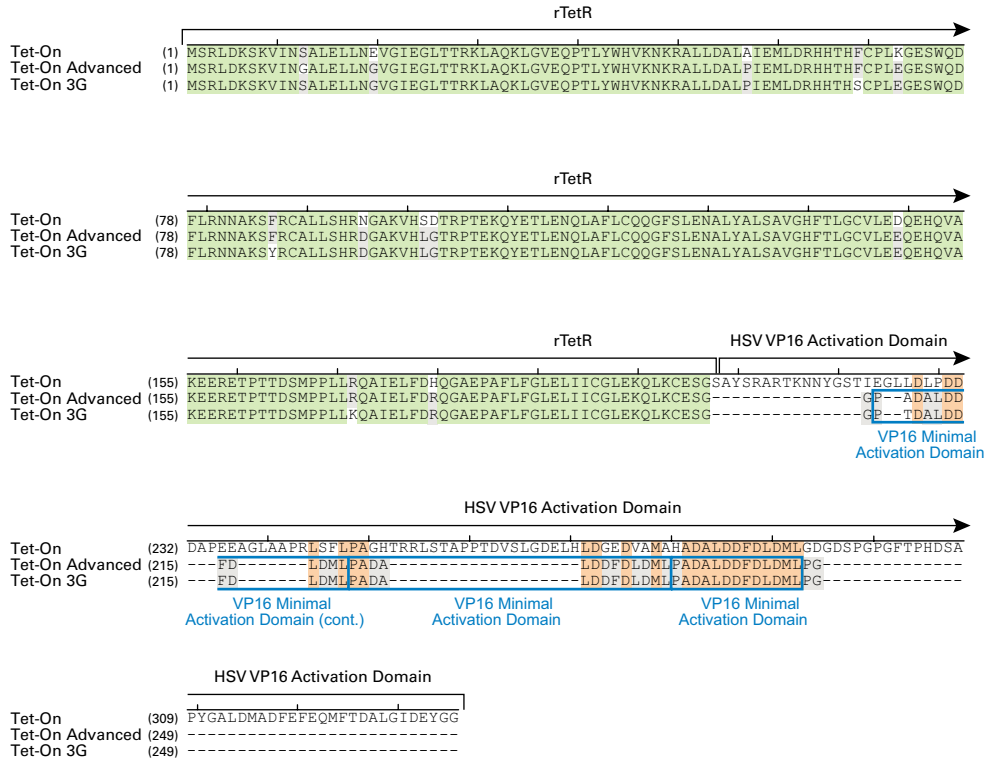 rTetR
Tet-On (1) MSRLDKSKVINSALELLNEVGIEGLTTRKLAQKLGVEQPTLYWHVKNKRALLDALAIEMLDRHHTHFCPLKGESWQD
Tet-On Advanced (1) MSRLDKSKVINGALELLNGVGIEGLTTRKLAQKLGVEQPTLYWHVKNKRALLDALPIEMLDRHHTHFCPLEGESWQD
Tet-On 3G (1) MSRLDKSKVINSALELLNGVGIEGLTTRKLAQKLGVEQPTLYWHVKNKRALLDALPIEMLDRHHTHSCPLEGESWQD
rTetR
Tet-On (78) FLRNNAKSFRCALLSHRNGAKVHSDTRPTEKQYETLENQLAFLCQQGFSLENALYALSAVGHFTLGCVLEDQEHQVA
Tet-On Advanced (78) FLRNNAKSFRCALLSHRDGAKVHLGTRPTEKQYETLENQLAFLCQQGFSLENALYALSAVGHFTLGCVLEEQEHQVA
Tet-On 3G (78) FLRNNAKSYRCALLSHRDGAKVHLGTRPTEKQYETLENQLAFLCQQGFSLENALYALSAVGHFTLGCVLEEQEHQVA
rTetR HSV VP16 Activation Domain
Tet-On (155) KEERETPTTDSMPPLLRQAIELFDHQGAEPAFLFGLELIICGLEKQLKCESGSAYSRARTKNNYGSTIEGLLDLPDD
Tet-On Advanced (155) KEERETPTTDSMPPLLRQAIELFDRQGAEPAFLFGLELIICGLEKQLKCESG---------------GP--ADALDD
Tet-On 3G (155) KEERETPTTDSMPPLLKQAIELFDRQGAEPAFLFGLELIICGLEKQLKCESG---------------GP--TDALDD
VP16 Minimal
Activation Domain
HSV VP16 Activation Domain
Tet-On (232) DAPEEAGLAAPRLSFLPAGHTRRLSTAPPTDVSLGDELHLDGEDVAMAHADALDDFDLDMLGDGDSPGPGFTPHDSA
Tet-On Advanced (215) ---FD-------LDMLPADA-------------------LDDFDLDMLPADALDDFDLDMLPG--------------
Tet-On 3G (215) ---FD-------LDMLPADA-------------------LDDFDLDMLPADALDDFDLDMLPG--------------
VP16 Minimal
Activation Domain (cont.)
VP16 Minimal
Activation Domain
VP16 Minimal
Activation Domain
HSV VP16 Activation Domain
Tet-On (309) PYGALDMADFEFEQMFTDALGIDEYGG
Tet-On Advanced (249) ---------------------------
Tet-On 3G (249) ---------------------------